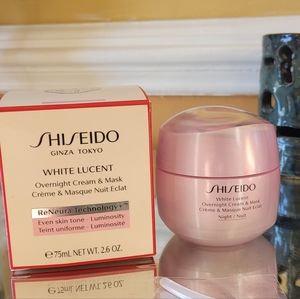 SHISEIDO
GINZA TOKYO
WHITE LUCENT
Overnight Cream & Mask
Crème & Masque Nuit Eclat
ReNeura Technology+™
Even skin tone · Luminosity
Teint uniforme · Luminosité
℮ 75mL NET WT. 2.6 OZ.
SHISEIDO
White Lucent
Overnight Cream & Mask
Crème & Masque Nuit Eclat
Night / Nuit